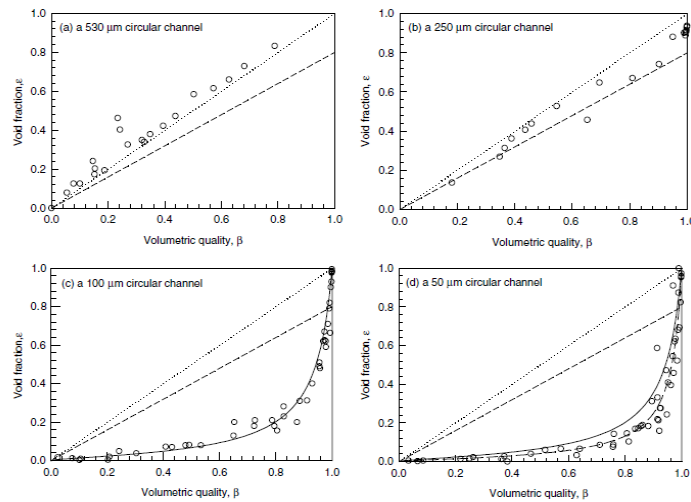 (a) a 530 μm circular channel
1.0
0.8
0.6
0.4
0.2
0.0
Void fraction,ε
0.0 0.2 0.4 0.6 0.8 1.0
Volumetric quality, β
(b) a 250 μm circular channel
1.0
0.8
0.6
0.4
0.2
0.0
Void fraction, ε
0.0 0.2 0.4 0.6 0.8 1.0
Volumetric quality, β
(c) a 100 μm circular channel
1.0
0.8
0.6
0.4
0.2
0.0
Void fraction,ε
0.0 0.2 0.4 0.6 0.8 1.0
Volumetric quality, β
(d) a 50 μm circular channel
1.0
0.8
0.6
0.4
0.2
0.0
Void fraction, ε
0.0 0.2 0.4 0.6 0.8 1.0
Volumetric quality, β